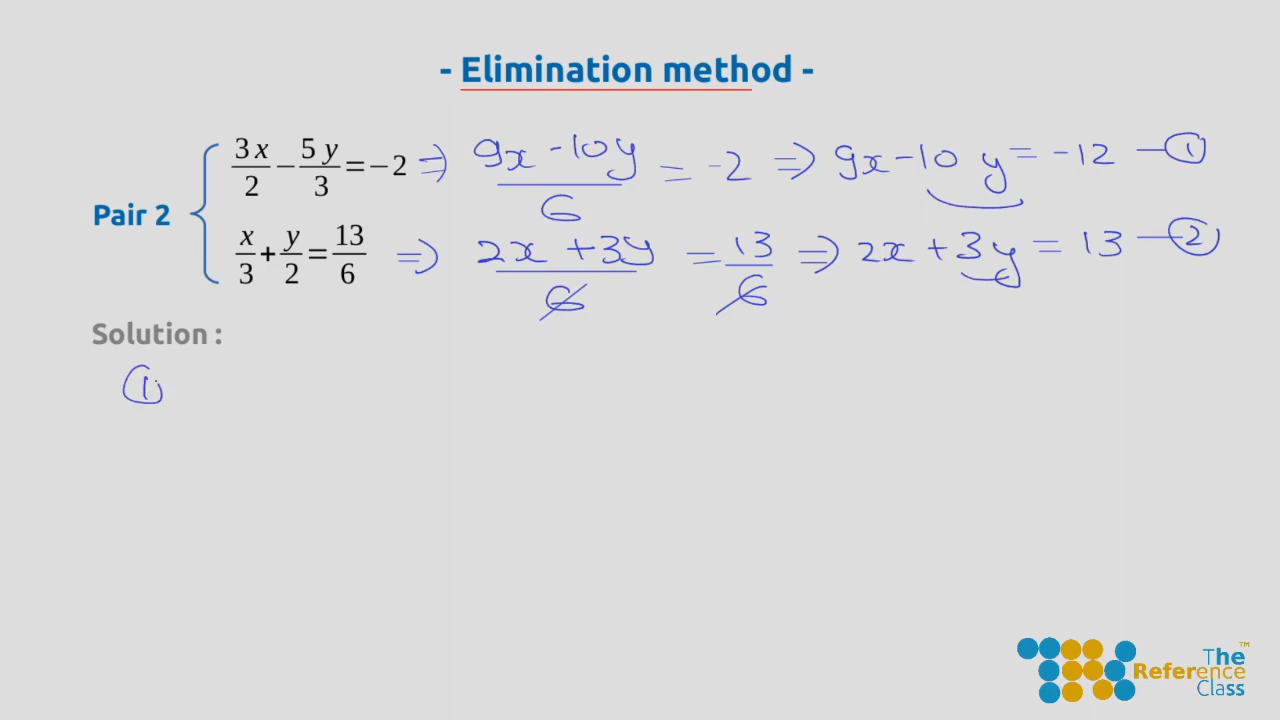 - Elimination method -
3x/2 − 5y/3 = −2 ⇒ 9x - 10y/6 = -2 ⇒ 9x - 10y = -12 — ①
Pair 2
x/3 + y/2 = 13/6 ⇒ 2x + 3y/6 = 13/6 ⇒ 2x + 3y = 13 — ②
Solution :
①
The™
Reference
Class